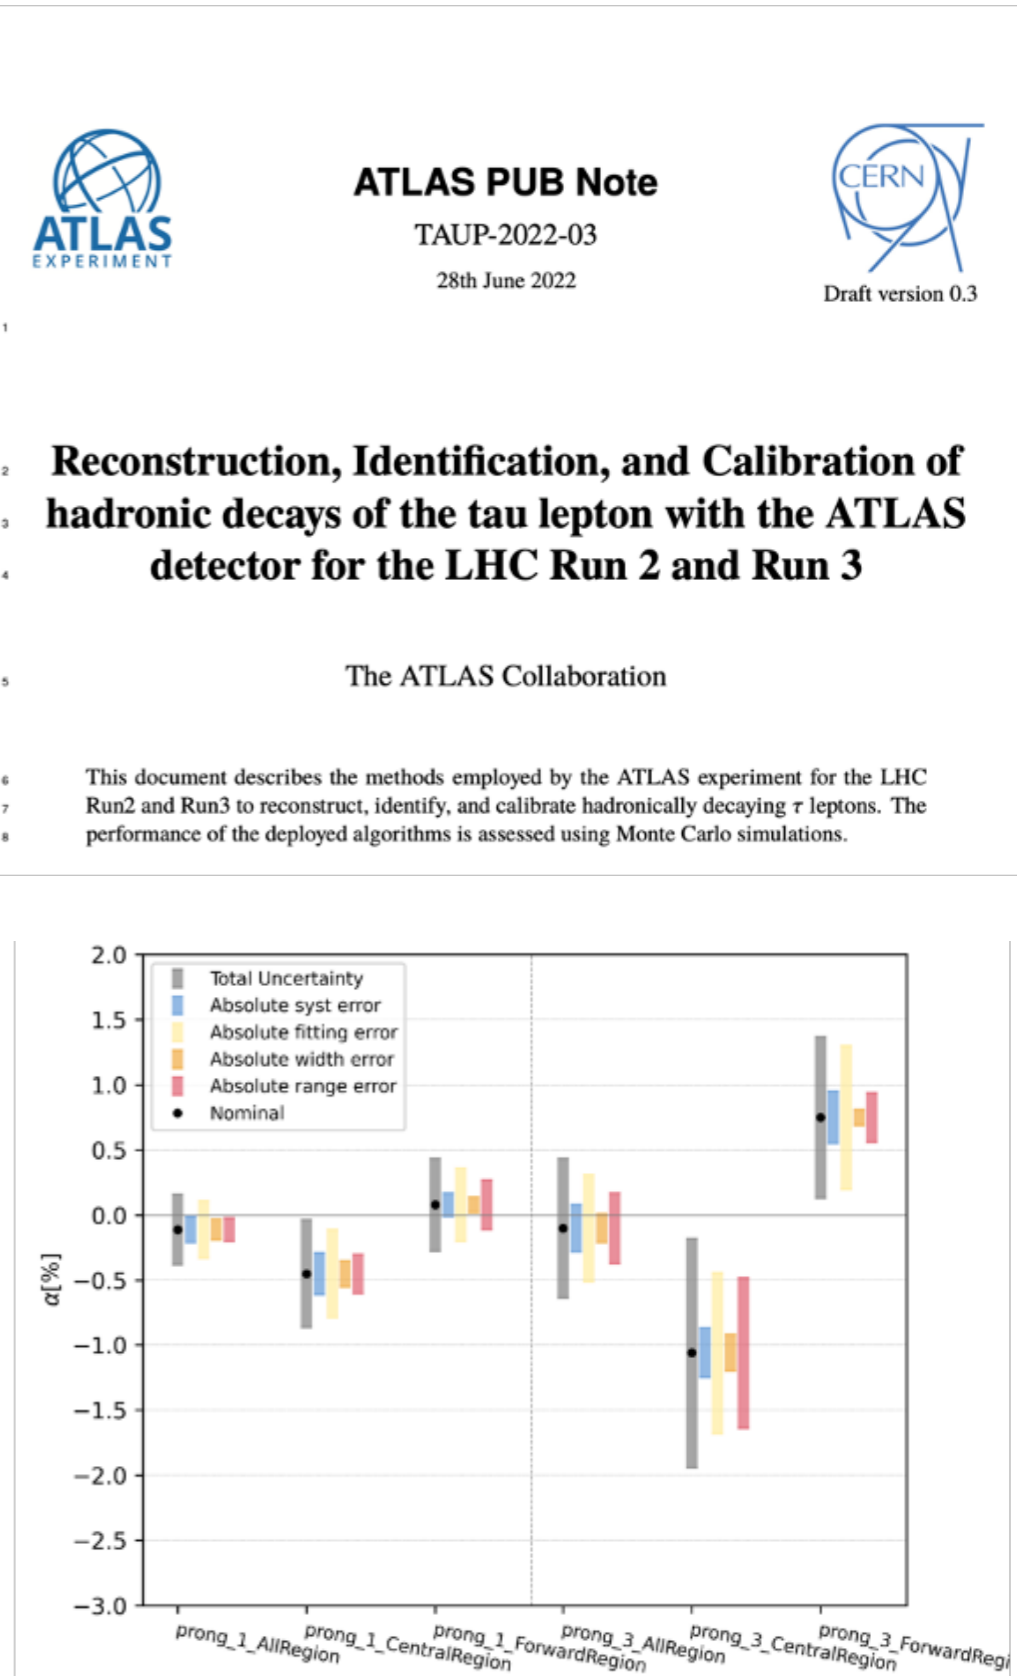 ATLAS
EXPERIMENT
ATLAS PUB Note
TAUP-2022-03
28th June 2022
CERN
Draft version 0.3
1
2 Reconstruction, Identification, and Calibration of
3 hadronic decays of the tau lepton with the ATLAS
4 detector for the LHC Run 2 and Run 3
5 The ATLAS Collaboration
6 This document describes the methods employed by the ATLAS experiment for the LHC
7 Run2 and Run3 to reconstruct, identify, and calibrate hadronically decaying τ leptons. The
8 performance of the deployed algorithms is assessed using Monte Carlo simulations.
Total Uncertainty
Absolute syst error
Absolute fitting error
Absolute width error
Absolute range error
Nominal
2.0
1.5
1.0
0.5
0.0
−0.5
−1.0
−1.5
−2.0
−2.5
−3.0
α[%]
prong_1_AllRegion
prong_1_CentralRegion
prong_1_ForwardRegion
prong_3_AllRegion
prong_3_CentralRegion
prong_3_ForwardRegi